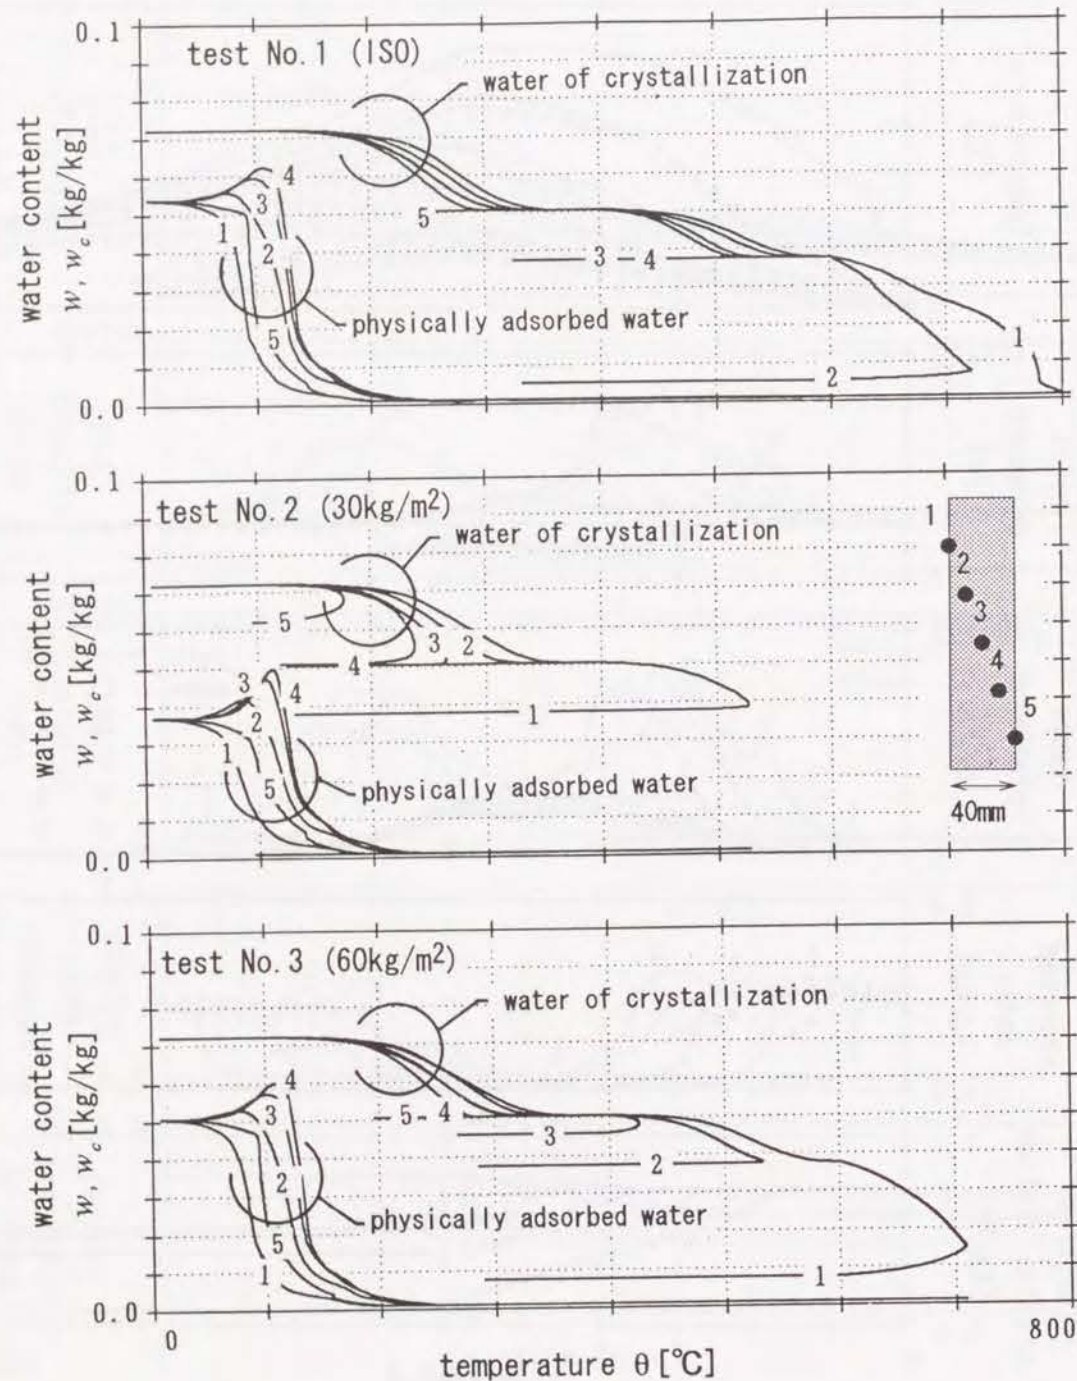 0.1
test No.1 (ISO)
water of crystallization
4
3
5
1
2
3 - 4
physically adsorbed water
5
1
2
0.0
water content
w, w_c [kg/kg]
0.1
test No.2 (30kg/m²)
water of crystallization
1
2
5
3
3 2
4
4
3 4
5
2
1
1
5
physically adsorbed water
40mm
0.0
water content
w, w_c [kg/kg]
0.1
test No.3 (60kg/m²)
water of crystallization
4
3
5 - 4
3
2
2
physically adsorbed water
5
1
1
0.0
water content
w, w_c [kg/kg]
0
800
temperature θ [℃]